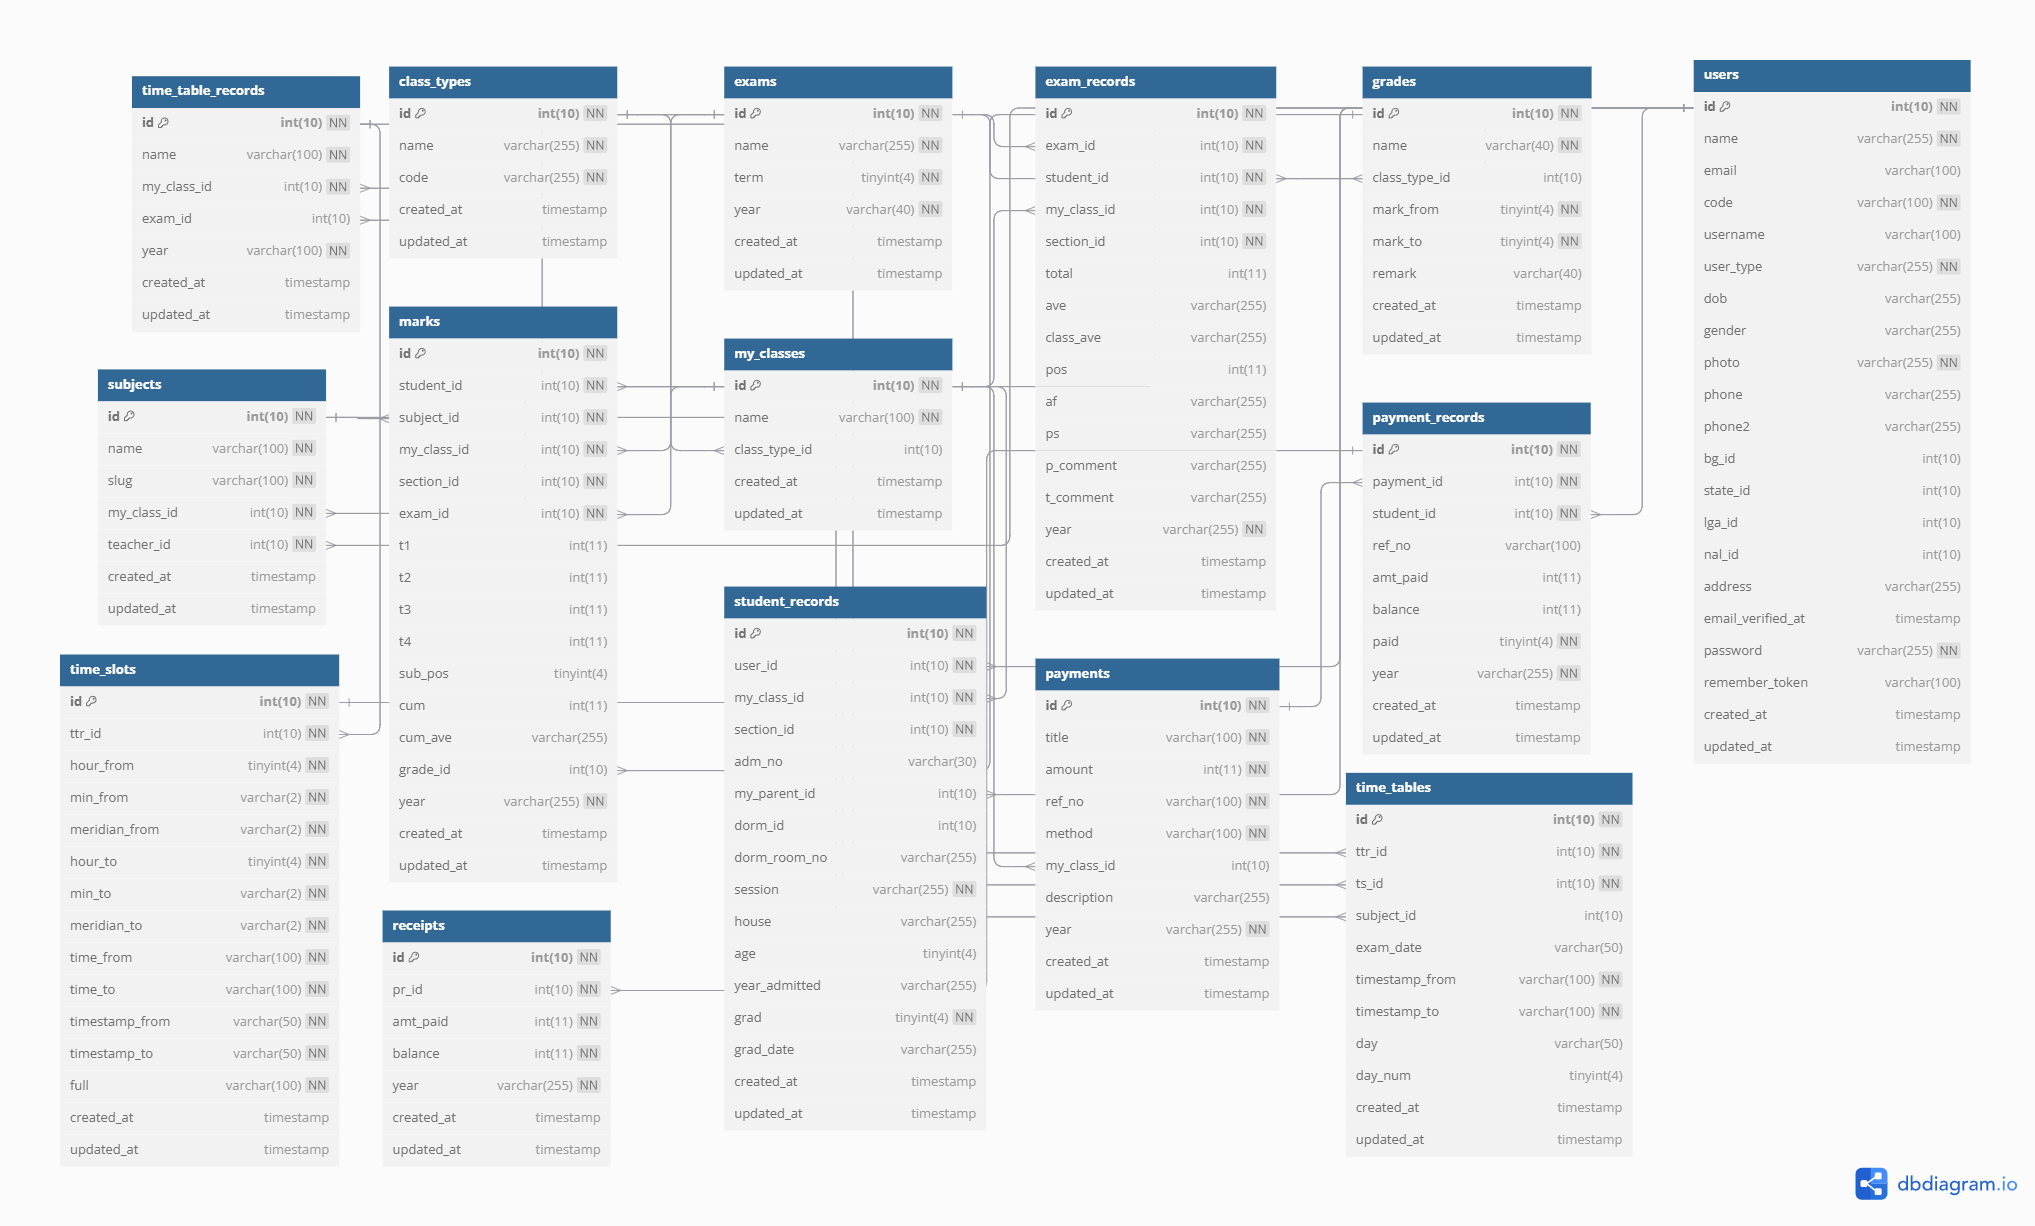 time_table_records
id int(10) NN
name varchar(100) NN
my_class_id int(10) NN
exam_id int(10)
year varchar(100) NN
created_at timestamp
updated_at timestamp
class_types
id int(10) NN
name varchar(255) NN
code varchar(255) NN
created_at timestamp
updated_at timestamp
exams
id int(10) NN
name varchar(255) NN
term tinyint(4) NN
year varchar(40) NN
created_at timestamp
updated_at timestamp
exam_records
id int(10) NN
exam_id int(10) NN
student_id int(10) NN
my_class_id int(10) NN
section_id int(10) NN
total int(11)
ave varchar(255)
class_ave varchar(255)
pos int(11)
af varchar(255)
ps varchar(255)
p_comment varchar(255)
t_comment varchar(255)
year varchar(255) NN
created_at timestamp
updated_at timestamp
grades
id int(10) NN
name varchar(40) NN
class_type_id int(10)
mark_from tinyint(4) NN
mark_to tinyint(4) NN
remark varchar(40)
created_at timestamp
updated_at timestamp
users
id int(10) NN
name varchar(255) NN
email varchar(100)
code varchar(100) NN
username varchar(100)
user_type varchar(255) NN
dob varchar(255)
gender varchar(255)
photo varchar(255) NN
phone varchar(255)
phone2 varchar(255)
bg_id int(10)
state_id int(10)
lga_id int(10)
nal_id int(10)
address varchar(255)
email_verified_at timestamp
password varchar(255) NN
remember_token varchar(100)
created_at timestamp
updated_at timestamp
subjects
id int(10) NN
name varchar(100) NN
slug varchar(100) NN
my_class_id int(10) NN
teacher_id int(10) NN
created_at timestamp
updated_at timestamp
marks
id int(10) NN
student_id int(10) NN
subject_id int(10) NN
my_class_id int(10) NN
section_id int(10) NN
exam_id int(10) NN
t1 int(11)
t2 int(11)
t3 int(11)
t4 int(11)
sub_pos tinyint(4)
cum int(11)
cum_ave varchar(255)
grade_id int(10)
year varchar(255) NN
created_at timestamp
updated_at timestamp
my_classes
id int(10) NN
name varchar(100) NN
class_type_id int(10)
created_at timestamp
updated_at timestamp
payment_records
id int(10) NN
payment_id int(10) NN
student_id int(10) NN
ref_no varchar(100)
amt_paid int(11)
balance int(11)
paid tinyint(4) NN
year varchar(255) NN
created_at timestamp
updated_at timestamp
time_slots
id int(10) NN
ttr_id int(10) NN
hour_from tinyint(4) NN
min_from varchar(2) NN
meridian_from varchar(2) NN
hour_to tinyint(4) NN
min_to varchar(2) NN
meridian_to varchar(2) NN
time_from varchar(100) NN
time_to varchar(100) NN
timestamp_from varchar(50) NN
timestamp_to varchar(50) NN
full varchar(100) NN
created_at timestamp
updated_at timestamp
student_records
id int(10) NN
user_id int(10) NN
my_class_id int(10) NN
section_id int(10) NN
adm_no varchar(30)
my_parent_id int(10)
dorm_id int(10)
dorm_room_no varchar(255)
session varchar(255) NN
house varchar(255)
age tinyint(4)
year_admitted varchar(255)
grad tinyint(4) NN
grad_date varchar(255)
created_at timestamp
updated_at timestamp
payments
id int(10) NN
title varchar(100) NN
amount int(11) NN
ref_no varchar(100) NN
method varchar(100) NN
my_class_id int(10)
description varchar(255)
year varchar(255) NN
created_at timestamp
updated_at timestamp
time_tables
id int(10) NN
ttr_id int(10) NN
ts_id int(10) NN
subject_id int(10)
exam_date varchar(50)
timestamp_from varchar(100) NN
timestamp_to varchar(100) NN
day varchar(50)
day_num tinyint(4)
created_at timestamp
updated_at timestamp
receipts
id int(10) NN
pr_id int(10) NN
amt_paid int(11) NN
balance int(11) NN
year varchar(255) NN
created_at timestamp
updated_at timestamp
dbdiagram.io